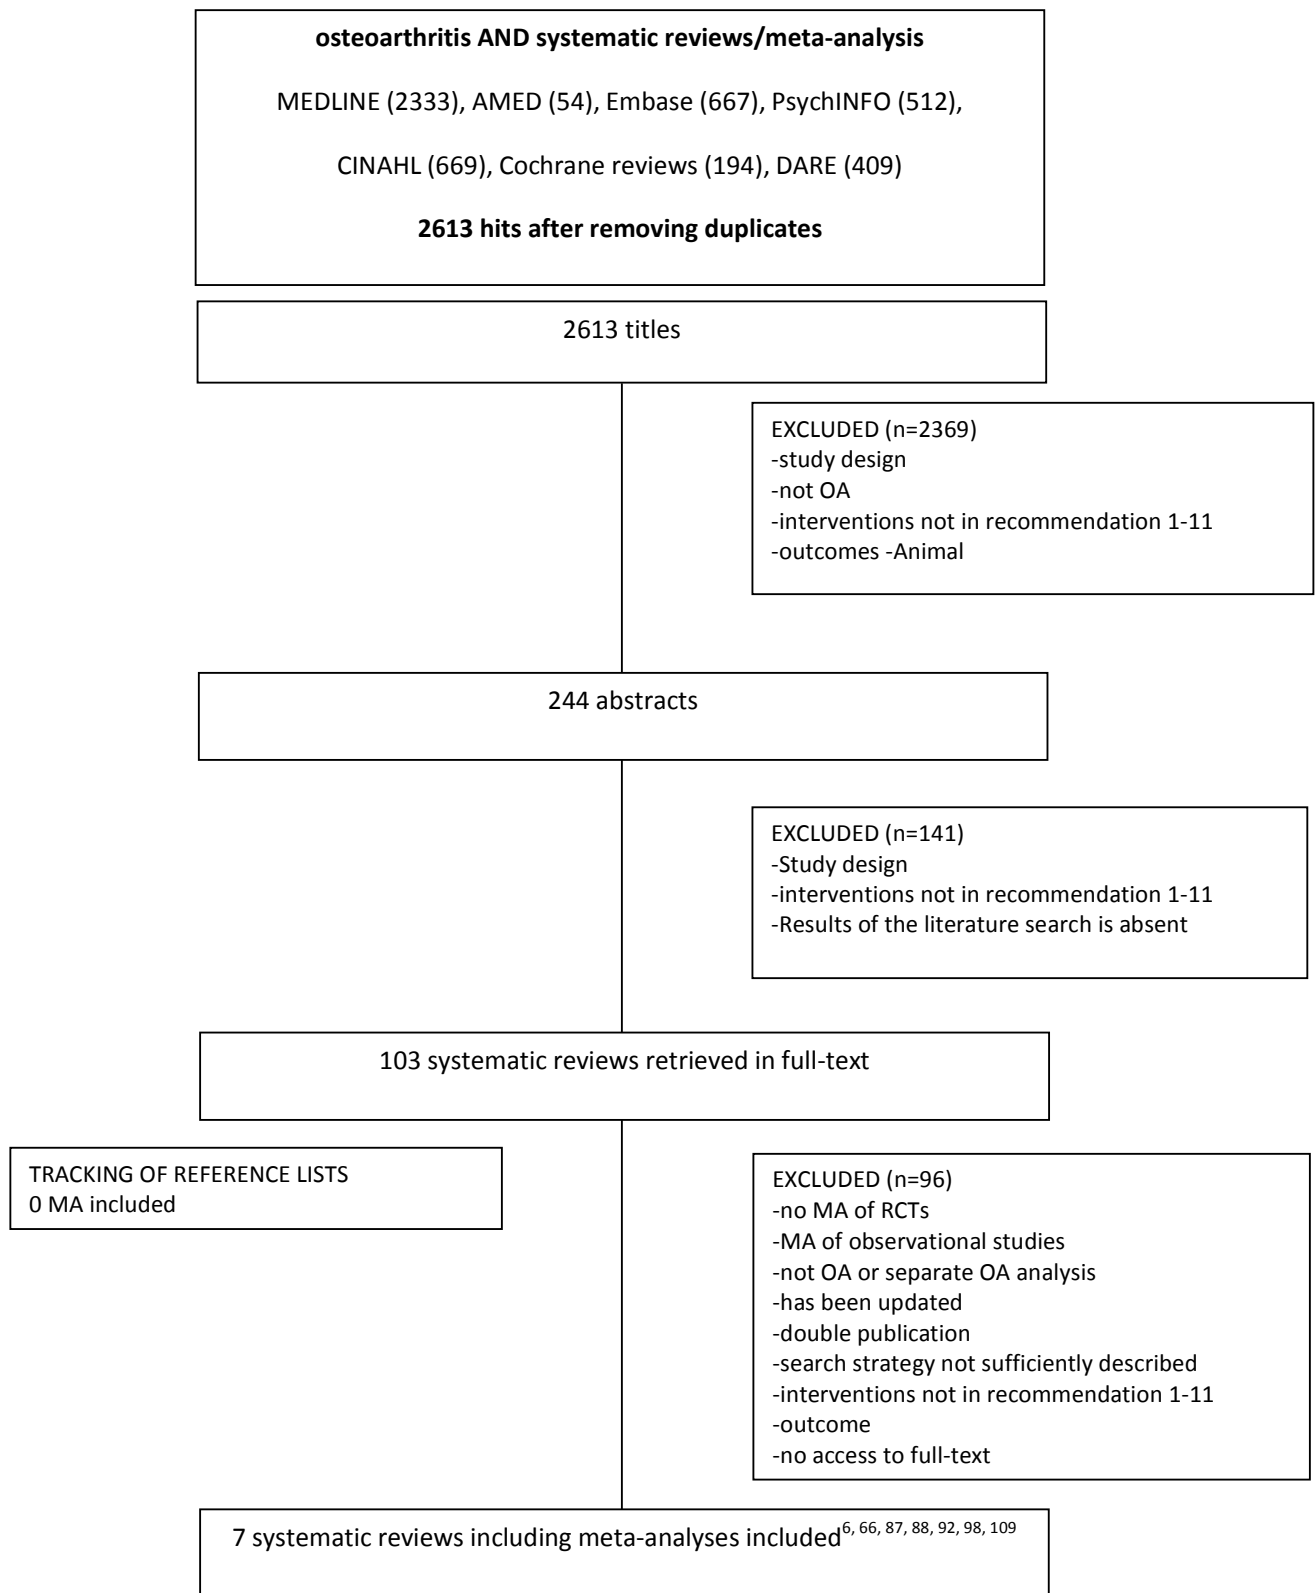 osteoarthritis AND systematic reviews/meta-analysis
MEDLINE (2333), AMED (54), Embase (667), PsychINFO (512),
CINAHL (669), Cochrane reviews (194), DARE (409)
2613 hits after removing duplicates
2613 titles
EXCLUDED (n=2369)
-study design
-not OA
-interventions not in recommendation 1-11
-outcomes -Animal
244 abstracts
EXCLUDED (n=141)
-Study design
-interventions not in recommendation 1-11
-Results of the literature search is absent
103 systematic reviews retrieved in full-text
TRACKING OF REFERENCE LISTS
0 MA included
EXCLUDED (n=96)
-no MA of RCTs
-MA of observational studies
-not OA or separate OA analysis
-has been updated
-double publication
-search strategy not sufficiently described
-interventions not in recommendation 1-11
-outcome
-no access to full-text
7 systematic reviews including meta-analyses included6, 66, 87, 88, 92, 98, 109